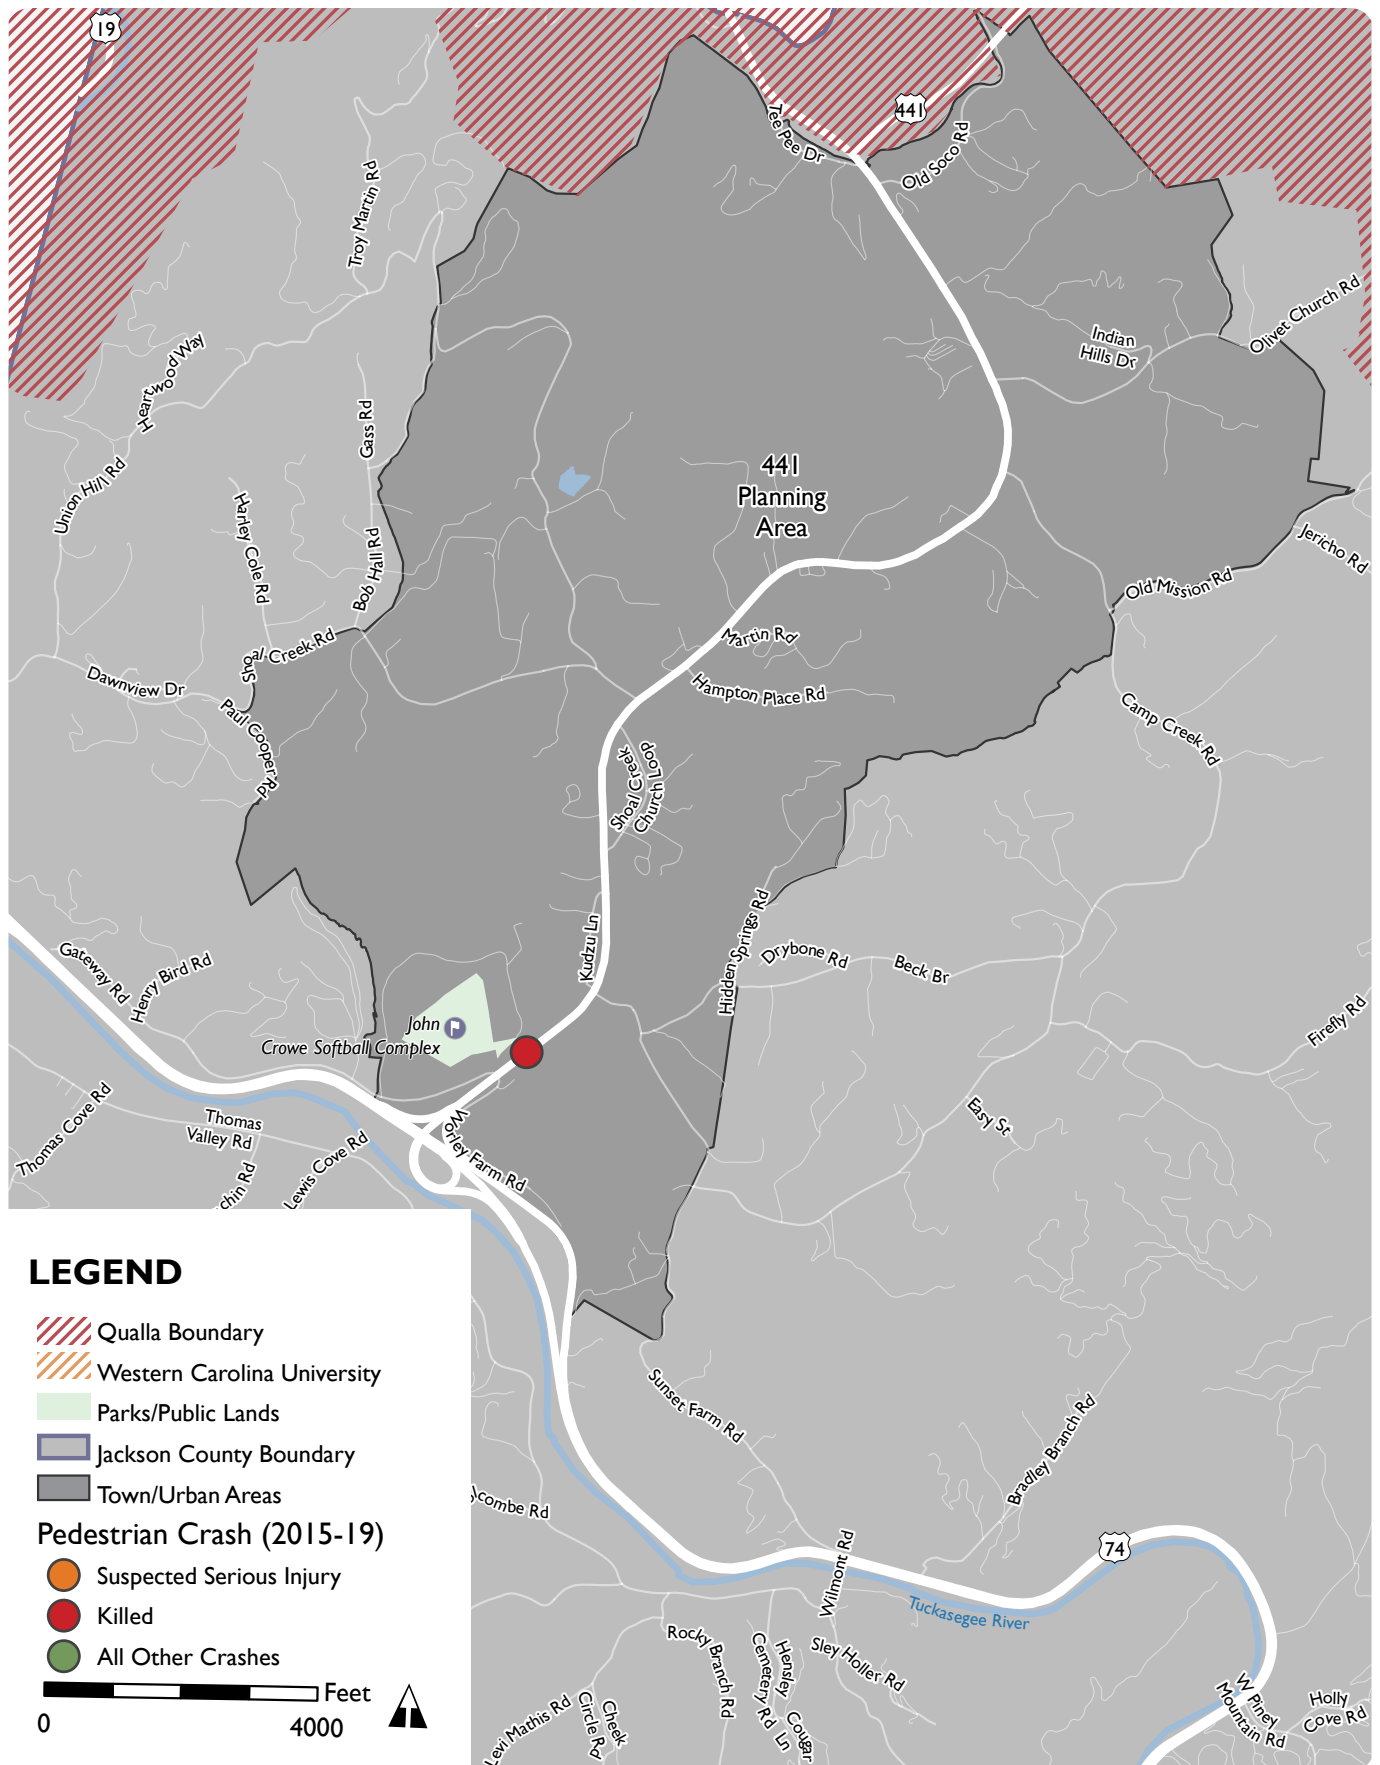 19
441
Tee Pee Dr
Old Soco Rd
Troy Martin Rd
Olivet Church Rd
Indian
Hills Dr
Heartwood Way
Gass Rd
441
Planning
Area
Union Hill Rd
Harley Cole Rd
Bob Hall Rd
Jericho Rd
Old Mission Rd
Martin Rd
Shoal Creek Rd
Dawnview Dr
Hampton Place Rd
Paul Cooper Rd
Camp Creek Rd
Shoal Creek
Church Loop
Kudzu Ln
Hidden Springs Rd
Drybone Rd
Beck Br
Gateway Rd
Henry Bird Rd
John
Crowe Softball Complex
Firefly Rd
Thomas Cove Rd
Thomas
Valley Rd
Lewis Cove Rd
chin Rd
Worley Farm Rd
Easy St
LEGEND
Qualla Boundary
Western Carolina University
Parks/Public Lands
Jackson County Boundary
Town/Urban Areas
Pedestrian Crash (2015-19)
Suspected Serious Injury
Killed
All Other Crashes
Feet
0
4000
Sunset Farm Rd
Bradley Branch Rd
combe Rd
74
Wilmont Rd
Tuckasegee River
Rocky Branch Rd
Cemetery Rd
Hensley
Cougar
Ln
Sley Holler Rd
Levi Mathis Rd
Cheek
Circle Rd
W Piney
Mountain Rd
Holly
Cove Rd